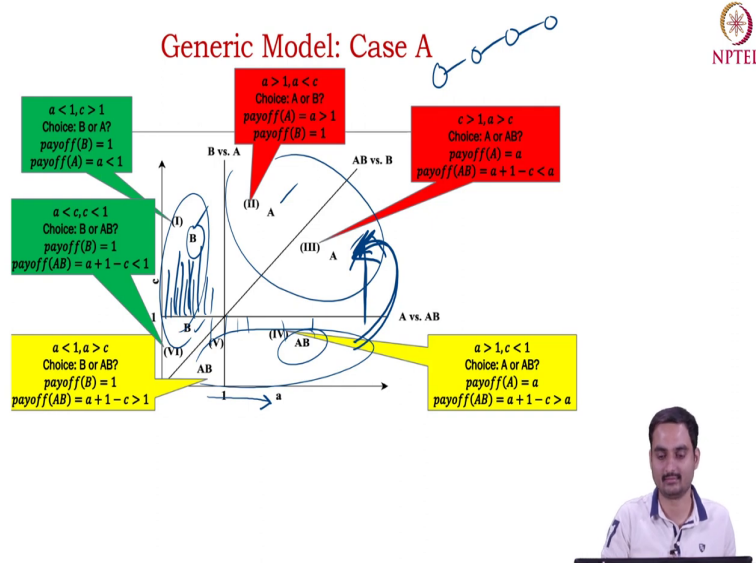 Generic Model: Case A
NPTEL
a < 1, c > 1
Choice: B or A?
payoff(B) = 1
payoff(A) = a < 1
a > 1, a < c
Choice: A or B?
payoff(A) = a > 1
payoff(B) = 1
c > 1, a > c
Choice: A or AB?
payoff(A) = a
payoff(AB) = a + 1 − c < a
B vs. A
AB vs. B
(I)
B
(II)
A
(III)
A
a < c, c < 1
Choice: B or AB?
payoff(B) = 1
payoff(AB) = a + 1 − c < 1
c
1
A vs. AB
B
(VI)
(V)
AB
(IV)
AB
1
a
a < 1, a > c
Choice: B or AB?
payoff(B) = 1
payoff(AB) = a + 1 − c > 1
a > 1, c < 1
Choice: A or AB?
payoff(A) = a
payoff(AB) = a + 1 − c > a